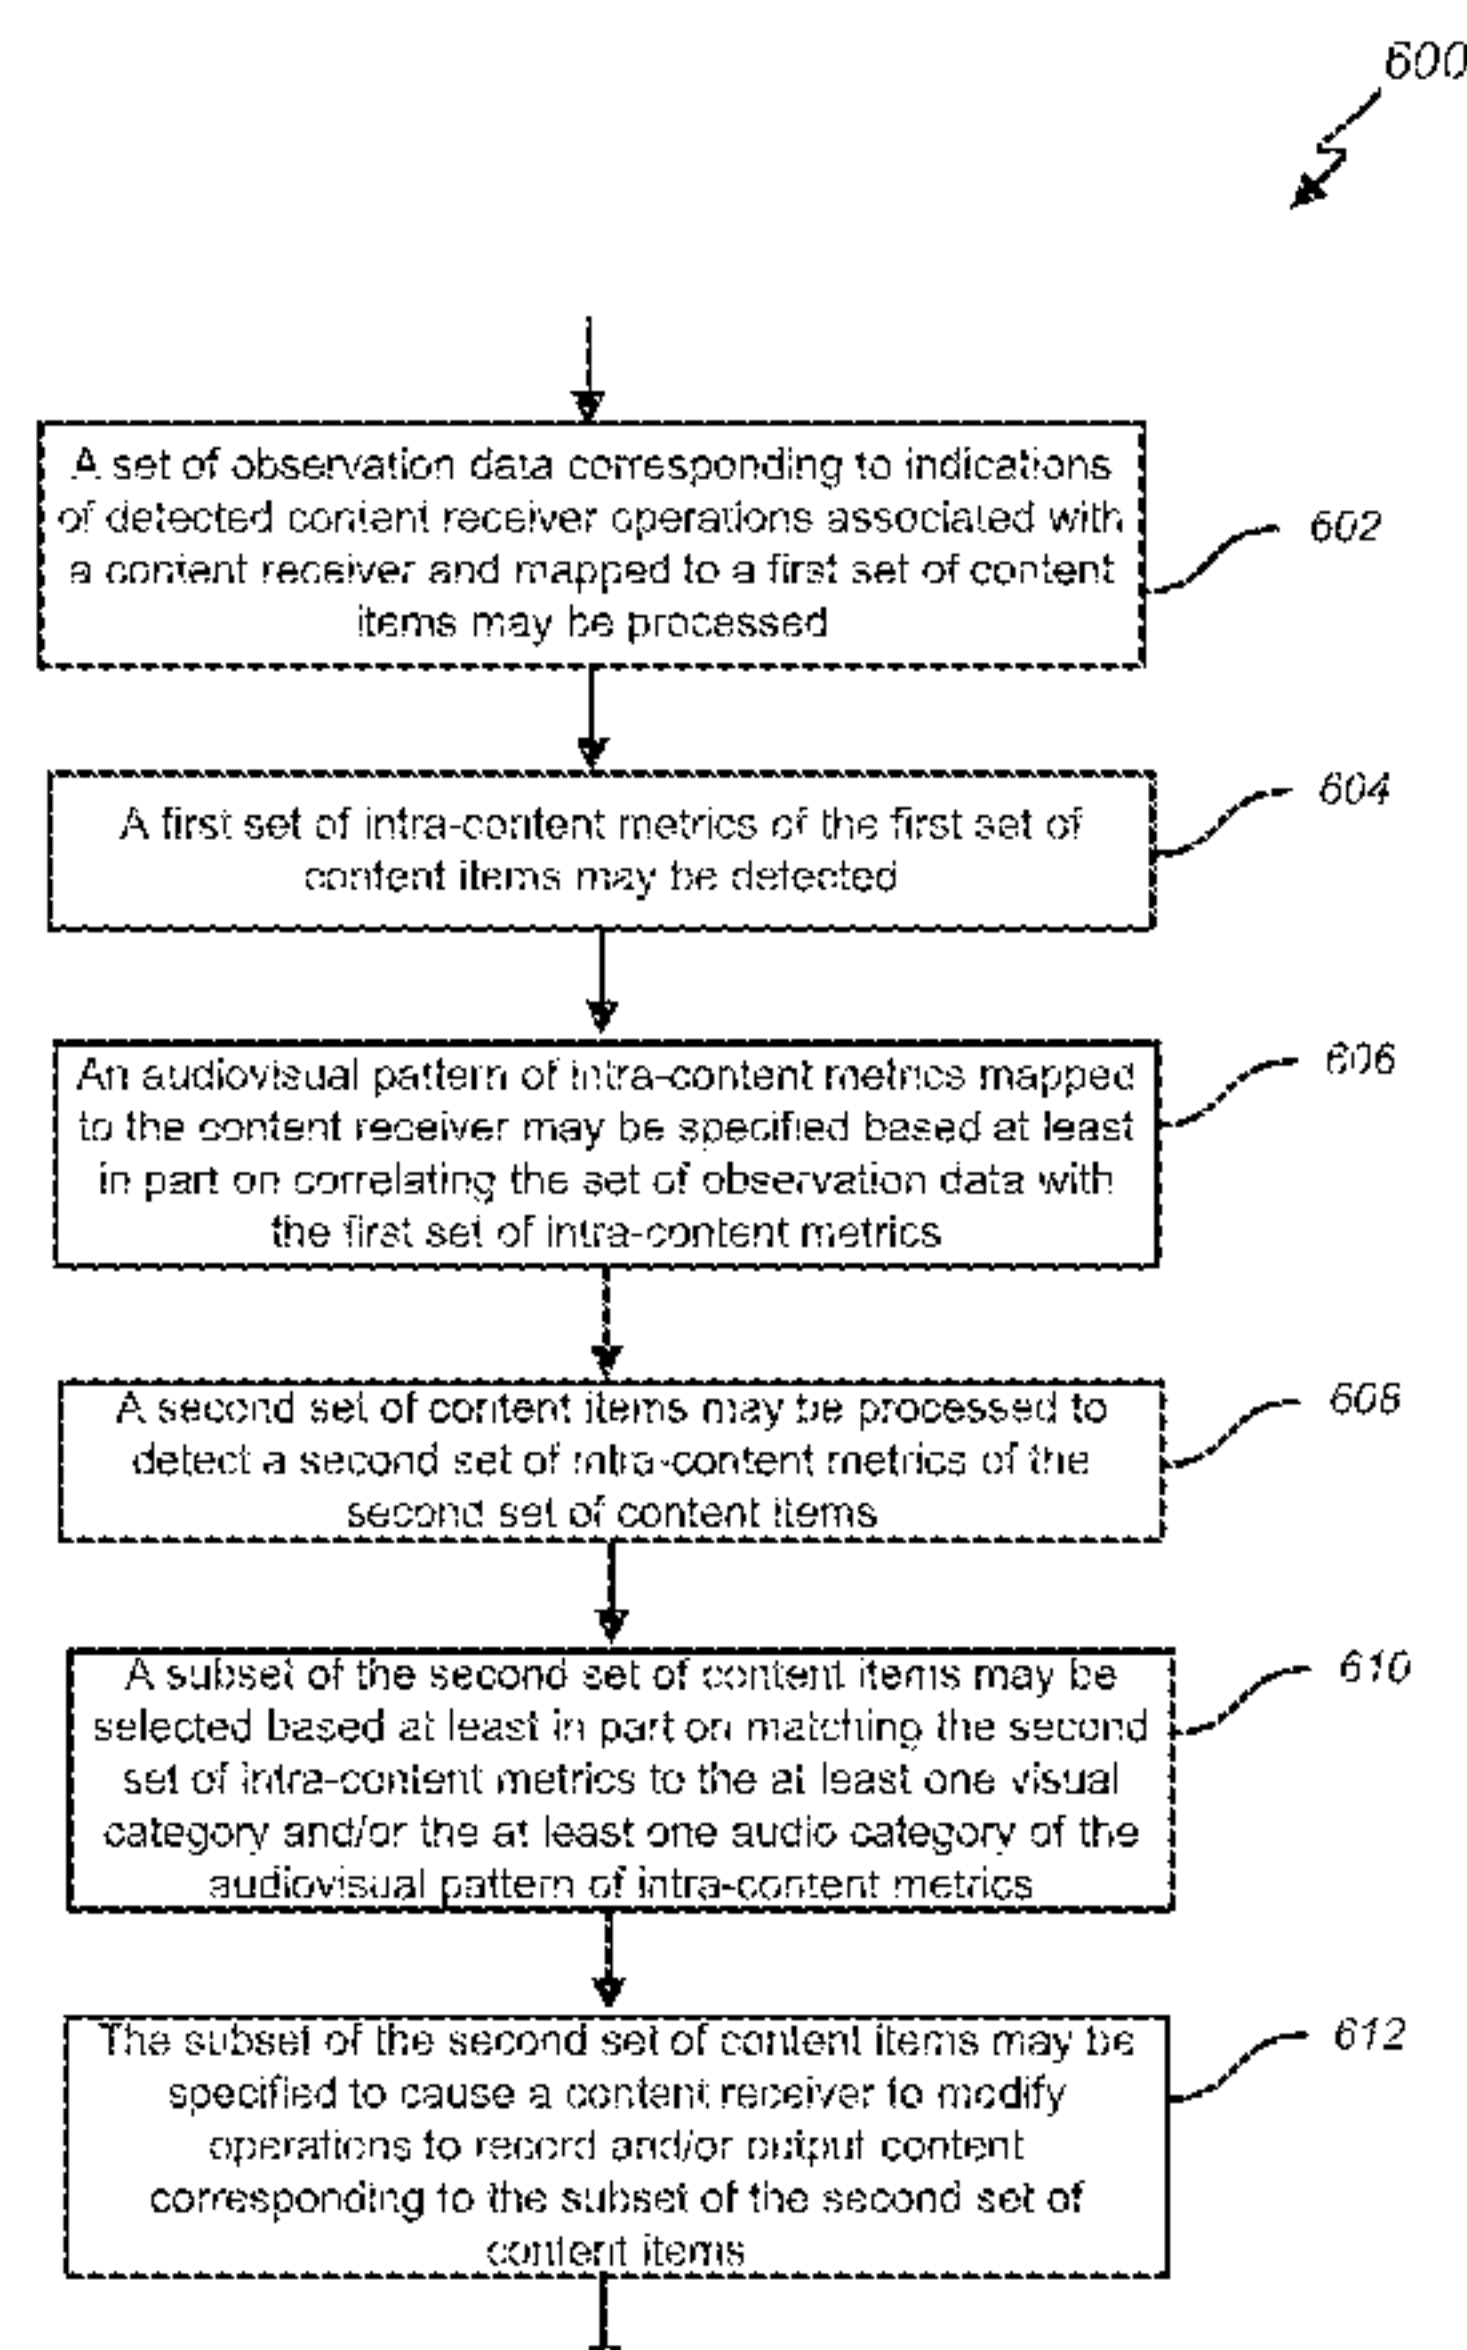 600
A set of observation data corresponding to indications
of detected content receiver operations associated with
a content receiver and mapped to a first set of content
items may be processed
602
A first set of intra-content metrics of the first set of
content items may be detected
604
An audiovisual pattern of intra-content metrics mapped
to the content receiver may be specified based at least
in part on correlating the set of observation data with
the first set of intra-content metrics
606
A second set of content items may be processed to
detect a second set of intra-content metrics of the
second set of content items
608
A subset of the second set of content items may be
selected based at least in part on matching the second
set of intra-content metrics to the at least one visual
category and/or the at least one audio category of the
audiovisual pattern of intra-content metrics
610
The subset of the second set of content items may be
specified to cause a content receiver to modify
operations to record and/or output content
corresponding to the subset of the second set of
content items
612